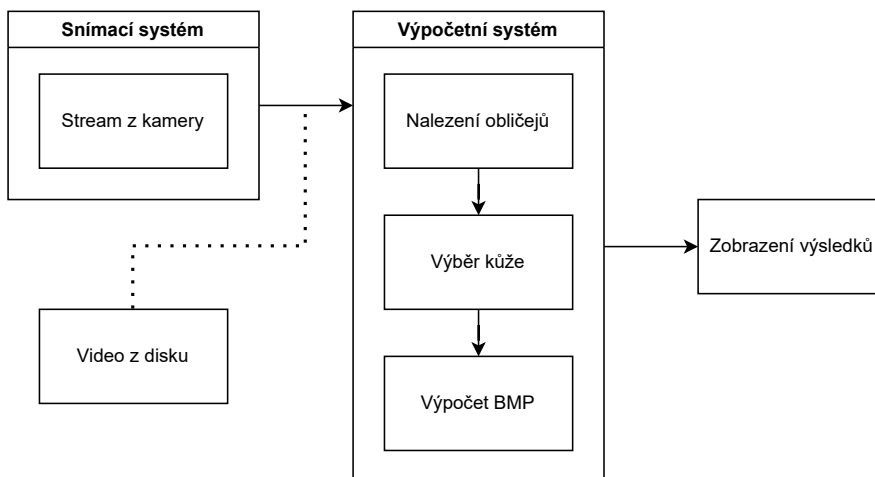 Snímací systém
Stream z kamery
Video z disku
Výpočetní systém
Nalezení obličejů
Výběr kůže
Výpočet BMP
Zobrazení výsledků